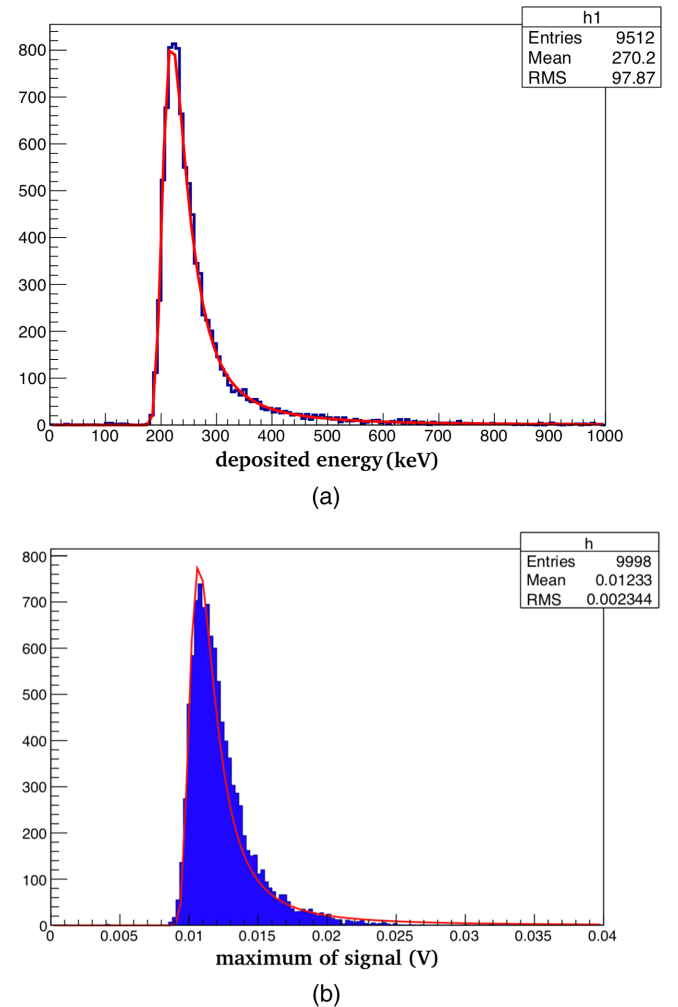 h1
Entries 9512
Mean 270.2
RMS 97.87
800
700
600
500
400
300
200
100
0
0 100 200 300 400 500 600 700 800 900 1000
deposited energy (keV)
(a)
h
Entries 9998
Mean 0.01233
RMS 0.002344
800
700
600
500
400
300
200
100
0
0 0.005 0.01 0.015 0.02 0.025 0.03 0.035 0.04
maximum of signal (V)
(b)